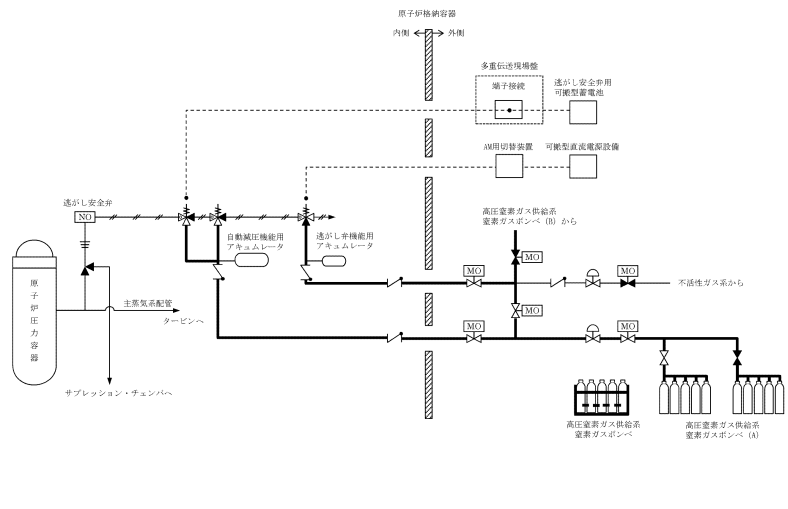 原子炉格納容器
内側 外側
多重伝送現場盤
端子接続
逃がし安全弁用
可搬型蓄電池
AM用切替装置
可搬型直流電源設備
逃がし安全弁
NO
高圧窒素ガス供給系
窒素ガスボンベ (B) から
自動減圧機能用
アキュムレータ
逃がし弁機能用
アキュムレータ
MO
MO
MO
不活性ガス系から
MO
MO
MO
原子炉圧力容器
主蒸気系配管
タービンへ
サプレッション・チェンバへ
高圧窒素ガス供給系
窒素ガスボンベ
高圧窒素ガス供給系
窒素ガスボンベ (A)